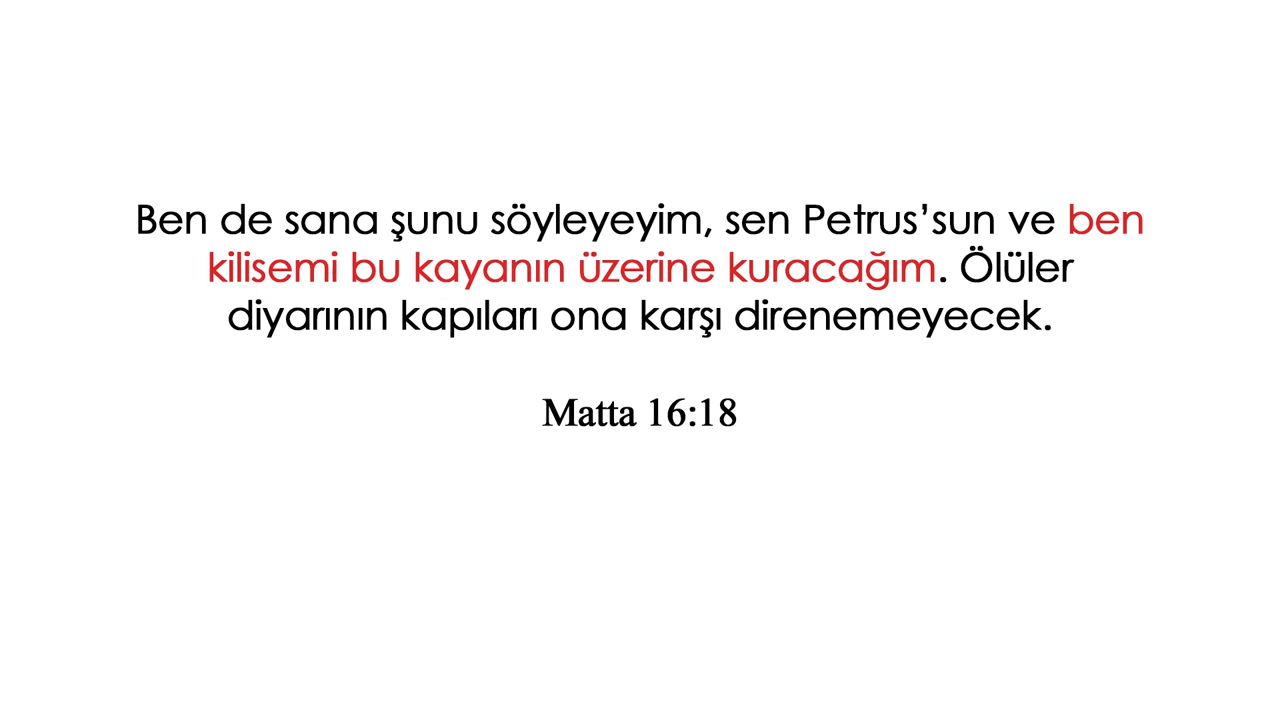 Ben de sana şunu söyleyeyim, sen Petrus’sun ve ben
kilisemi bu kayanın üzerine kuracağım. Ölüler
diyarının kapıları ona karşı direnemeyecek.
Matta 16:18